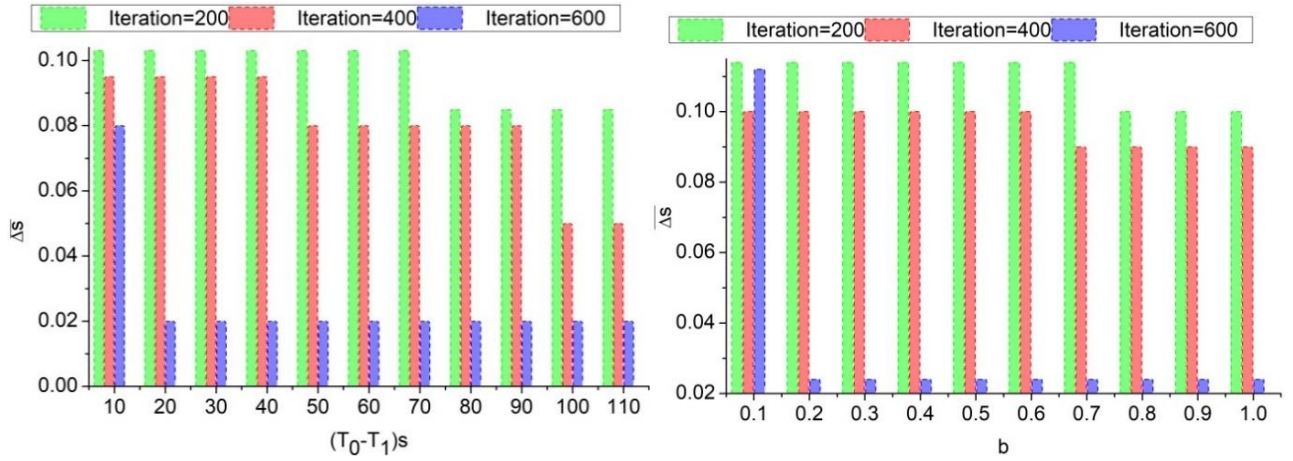 Iteration=200 Iteration=400 Iteration=600
0.10
0.08
0.06
0.04
0.02
0.00
Δs
10 20 30 40 50 60 70 80 90 100 110
(T0-T1)s
Iteration=200 Iteration=400 Iteration=600
0.10
0.08
0.06
0.04
0.02
Δs
0.1 0.2 0.3 0.4 0.5 0.6 0.7 0.8 0.9 1.0
b